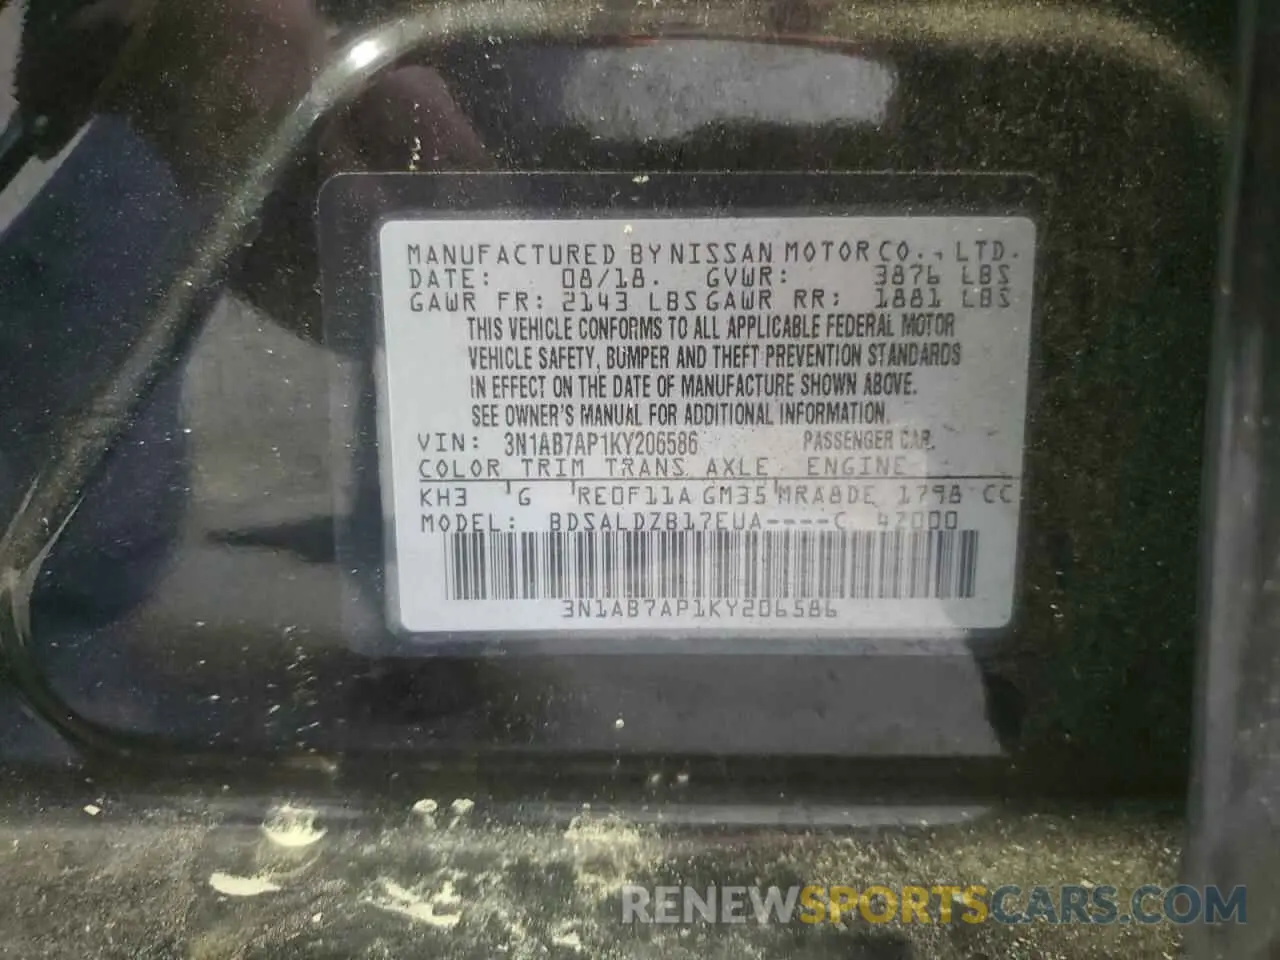 MANUFACTURED BY NISSAN MOTOR CO., LTD.
DATE: 08/18. GVWR: 3876 LBS
GAWR FR: 2143 LBS GAWR RR: 1881 LBS
THIS VEHICLE CONFORMS TO ALL APPLICABLE FEDERAL MOTOR
VEHICLE SAFETY, BUMPER AND THEFT PREVENTION STANDARDS
IN EFFECT ON THE DATE OF MANUFACTURE SHOWN ABOVE.
SEE OWNER'S MANUAL FOR ADDITIONAL INFORMATION.
VIN: 3N1AB7AP1KY206586 PASSENGER CAR.
COLOR TRIM TRANS AXLE ENGINE
KH3 G RE0F11A GM35 MRA8DE 1798 CC
MODEL: BDSALDZB17EUA----C 42000
3N1AB7AP1KY206586
RENEWSPORTSCARS.COM